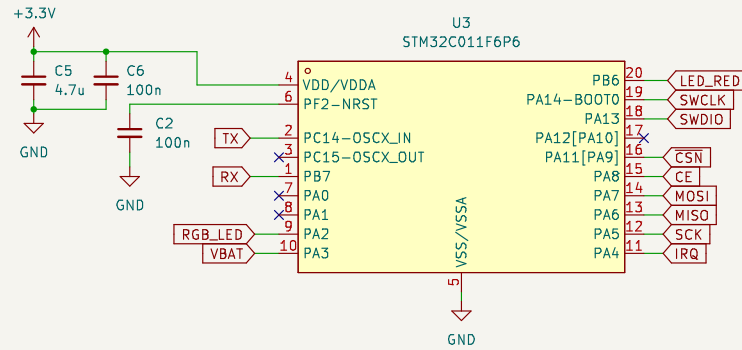 +3.3V
C5
4.7u
C6
100n
GND
C2
100n
GND
U3
STM32C011F6P6
4
VDD/VDDA
6
PF2-NRST
TX
2
PC14-OSCX_IN
3
PC15-OSCX_OUT
RX
1
PB7
7
PA0
8
PA1
RGB_LED
9
PA2
VBAT
10
PA3
VSS/VSSA
5
GND
PB6
20
LED_RED
PA14-BOOT0
19
SWCLK
PA13
18
SWDIO
PA12[PA10]
17
PA11[PA9]
16
CSN
PA8
15
CE
PA7
14
MOSI
PA6
13
MISO
PA5
12
SCK
PA4
11
IRQ